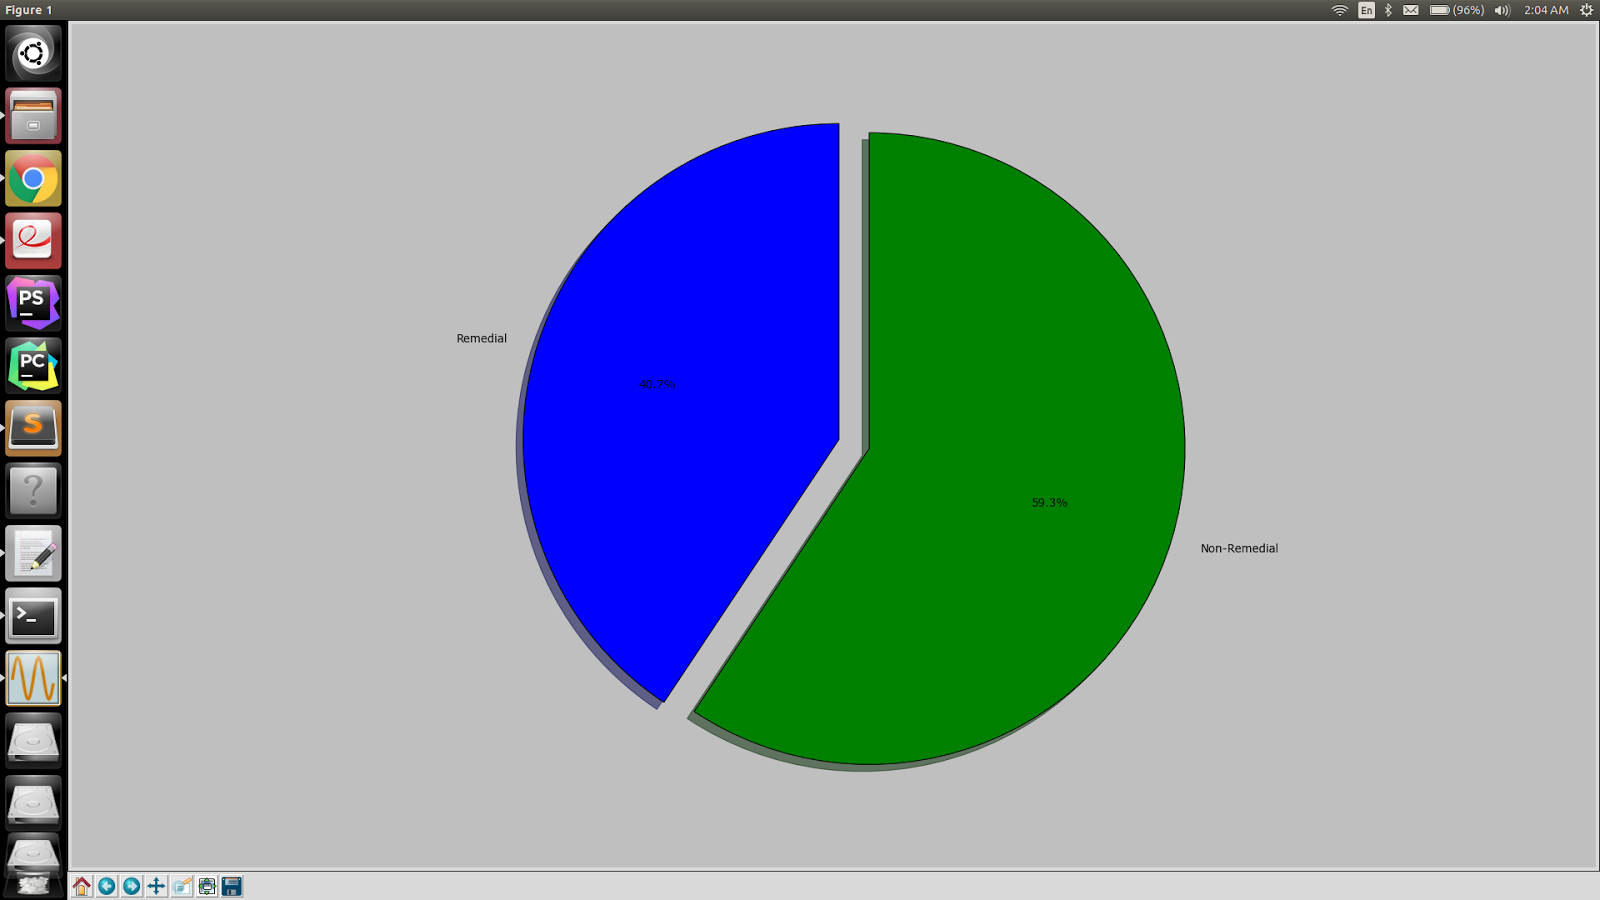 Figure 1
En
(96%)
2:04 AM
Remedial
40.7%
59.3%
Non-Remedial
PS
PC
S
?
>_